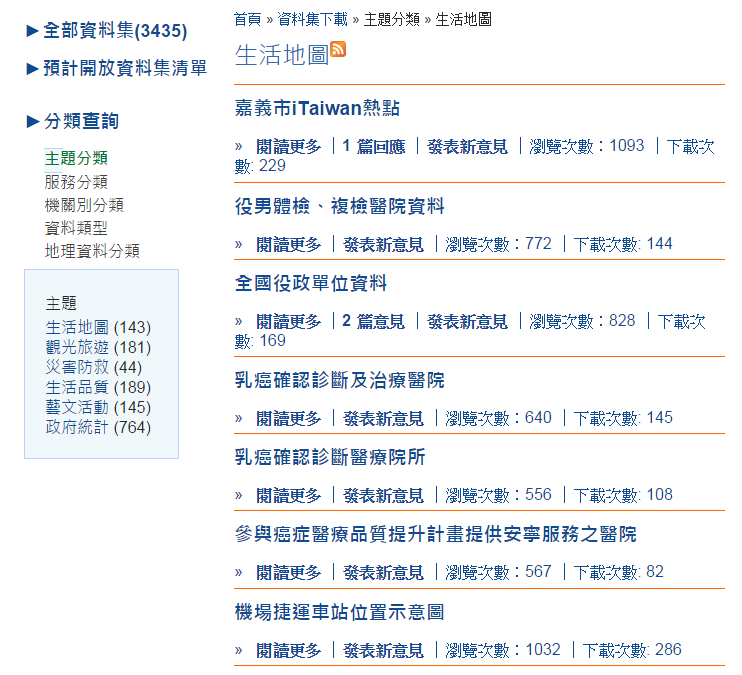 ▶全部資料集(3435)
▶預計開放資料集清單
▶分類查詢
主題分類
服務分類
機關別分類
資料類型
地理資料分類
主題
生活地圖 (143)
觀光旅遊 (181)
災害防救 (44)
生活品質 (189)
藝文活動 (145)
政府統計 (764)
首頁 » 資料集下載 » 主題分類 » 生活地圖
生活地圖
嘉義市iTaiwan熱點
» 閱讀更多 | 1 篇回應 | 發表新意見 | 瀏覽次數：1093 | 下載次
數: 229
役男體檢、複檢醫院資料
» 閱讀更多 | 發表新意見 | 瀏覽次數：772 | 下載次數: 144
全國役政單位資料
» 閱讀更多 | 2 篇意見 | 發表新意見 | 瀏覽次數：828 | 下載次
數: 169
乳癌確認診斷及治療醫院
» 閱讀更多 | 發表新意見 | 瀏覽次數：640 | 下載次數: 145
乳癌確認診斷醫療院所
» 閱讀更多 | 發表新意見 | 瀏覽次數：556 | 下載次數: 108
參與癌症醫療品質提升計畫提供安寧服務之醫院
» 閱讀更多 | 發表新意見 | 瀏覽次數：567 | 下載次數: 82
機場捷運車站位置示意圖
» 閱讀更多 | 發表新意見 | 瀏覽次數：1032 | 下載次數: 286